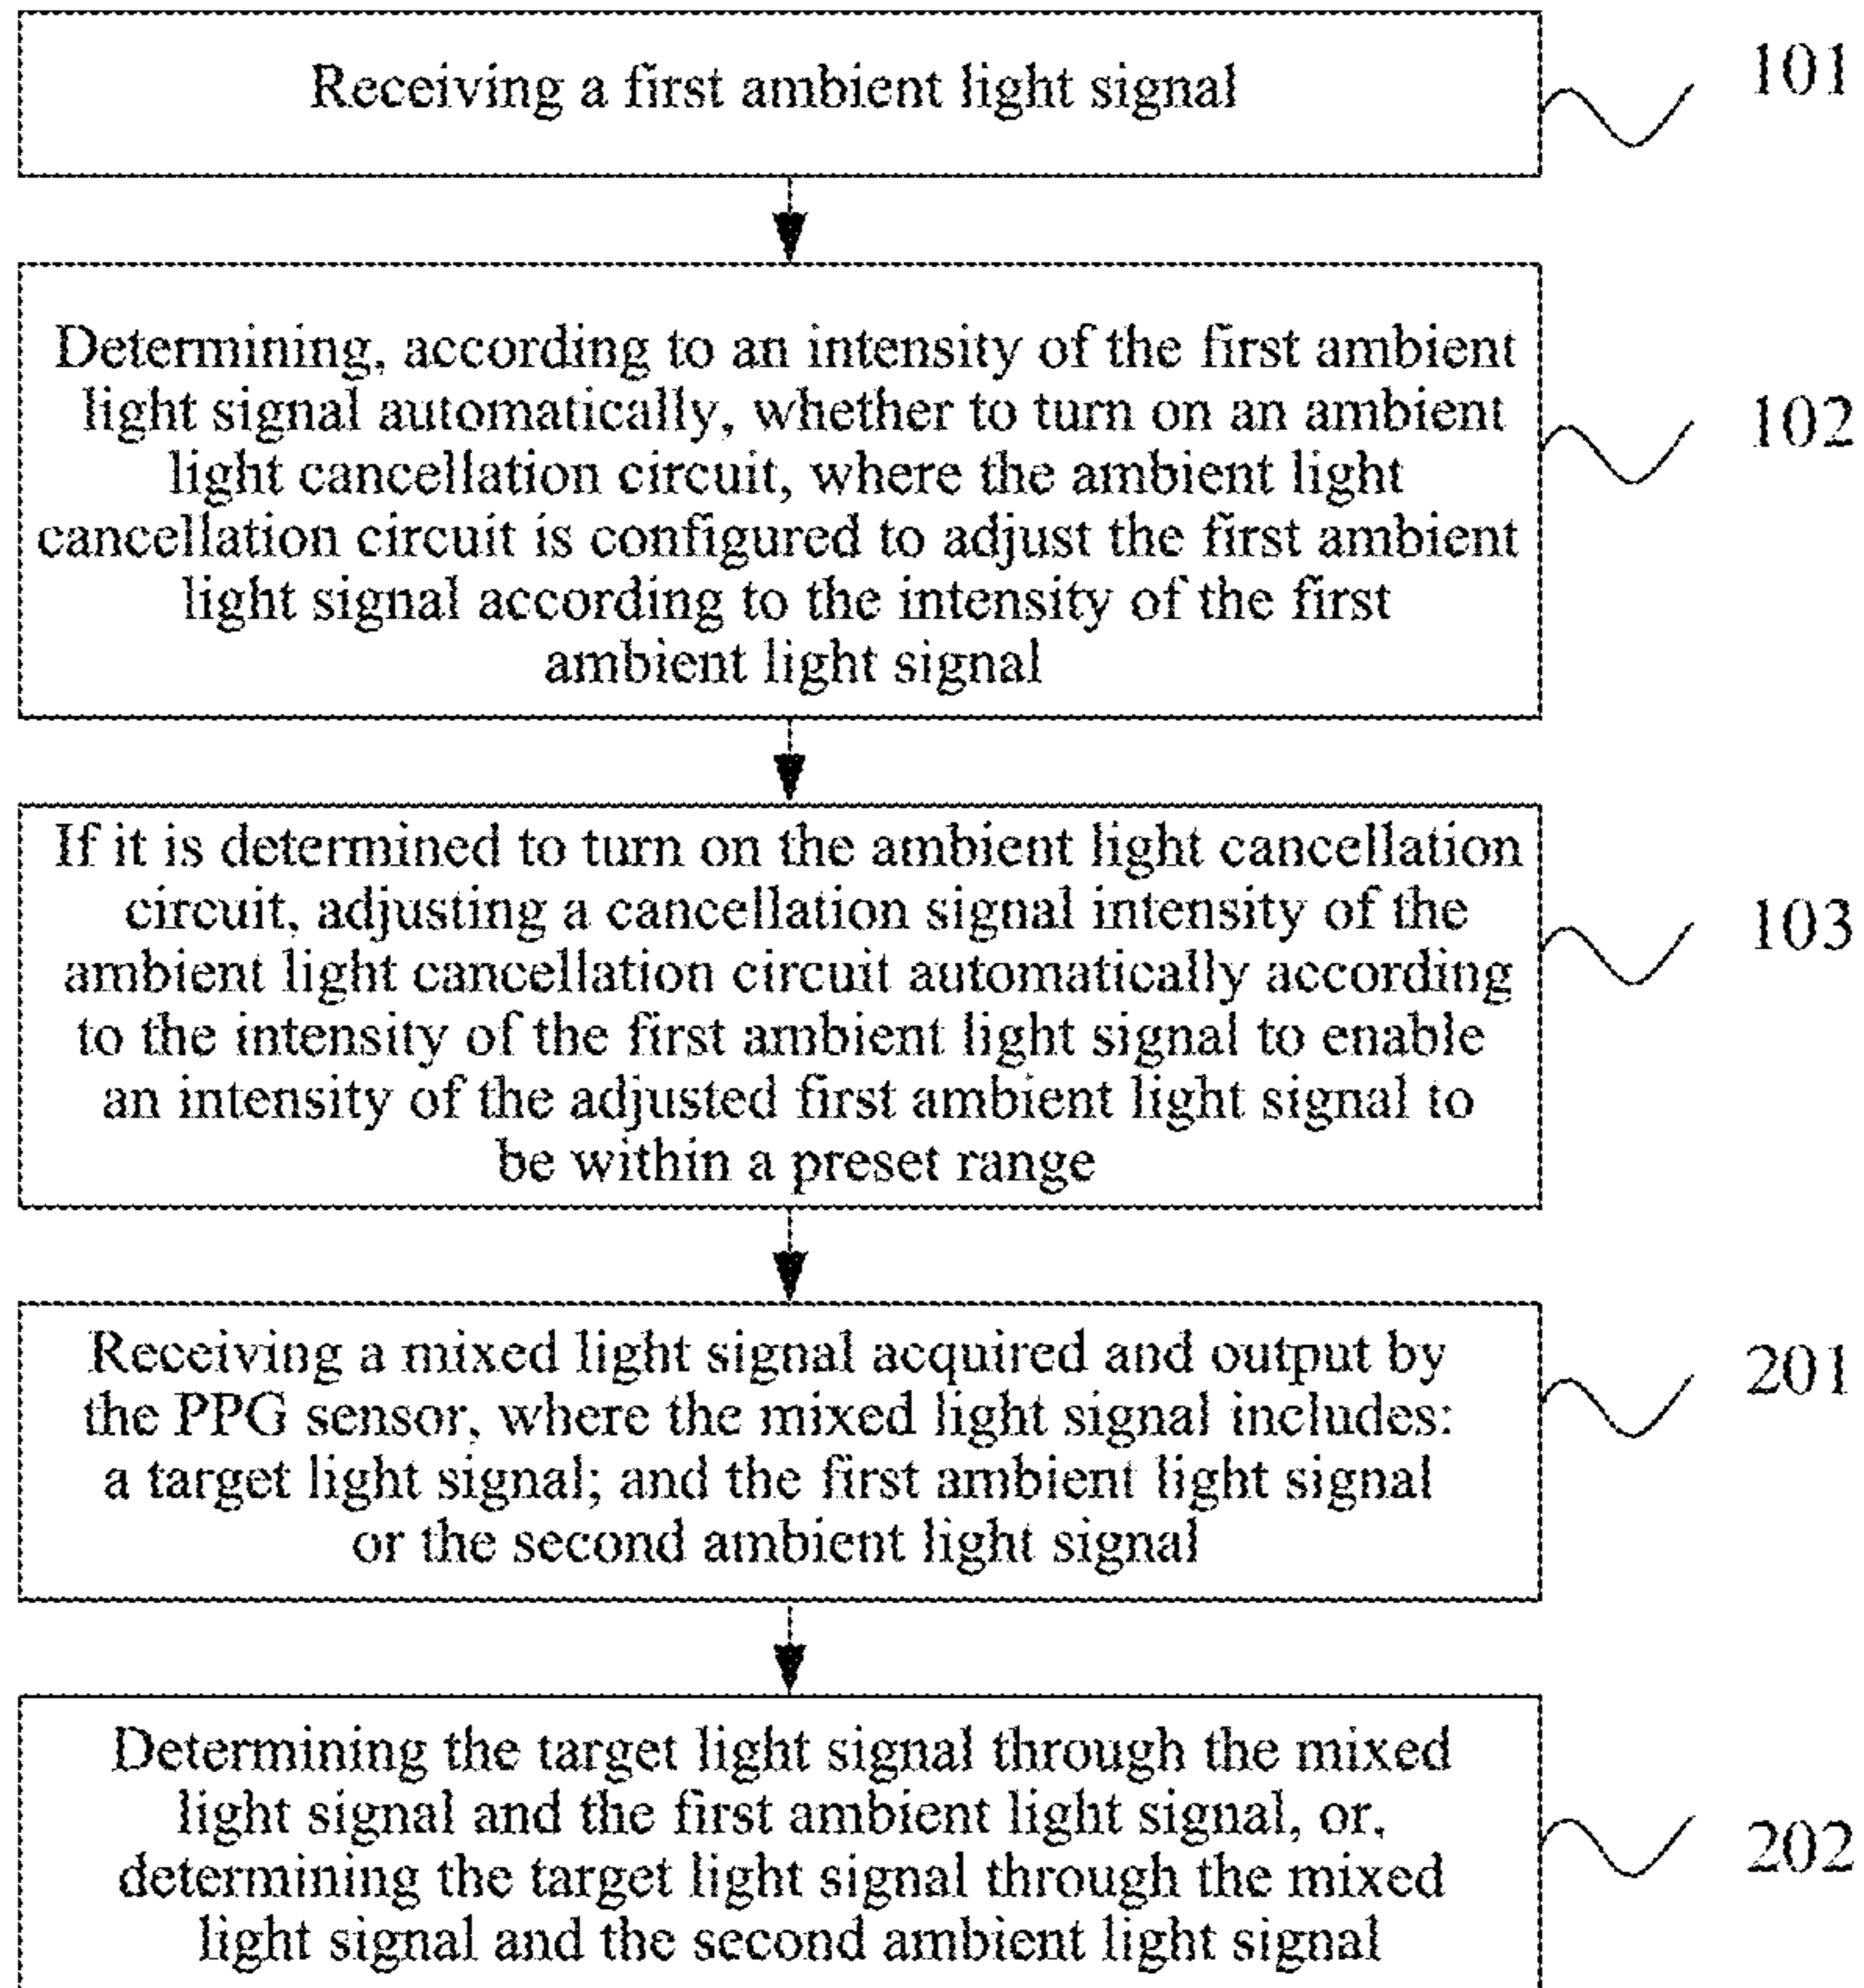 Receiving a first ambient light signal
101
Determining, according to an intensity of the first ambient
light signal automatically, whether to turn on an ambient
light cancellation circuit, where the ambient light
cancellation circuit is configured to adjust the first ambient
light signal according to the intensity of the first
ambient light signal
102
If it is determined to turn on the ambient light cancellation
circuit, adjusting a cancellation signal intensity of the
ambient light cancellation circuit automatically according
to the intensity of the first ambient light signal to enable
an intensity of the adjusted first ambient light signal to
be within a preset range
103
Receiving a mixed light signal acquired and output by
the PPG sensor, where the mixed light signal includes:
a target light signal; and the first ambient light signal
or the second ambient light signal
201
Determining the target light signal through the mixed
light signal and the first ambient light signal, or,
determining the target light signal through the mixed
light signal and the second ambient light signal
202